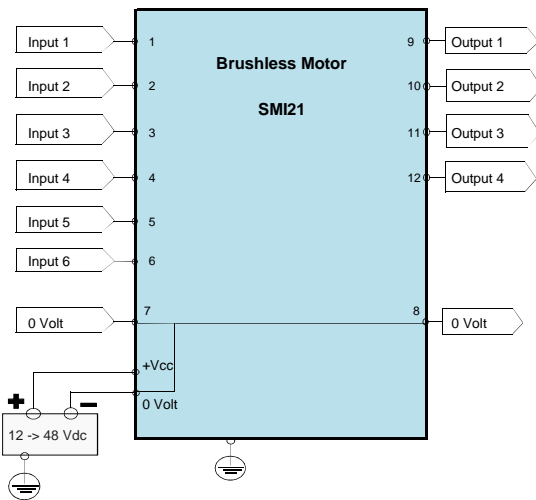 Input 1
1
Brushless Motor
9
Output 1
Input 2
2
SMI21
10
Output 2
Input 3
3
11
Output 3
Input 4
4
12
Output 4
Input 5
5
Input 6
6
0 Volt
7
8
0 Volt
+Vcc
0 Volt
+
−
12 -> 48 Vdc